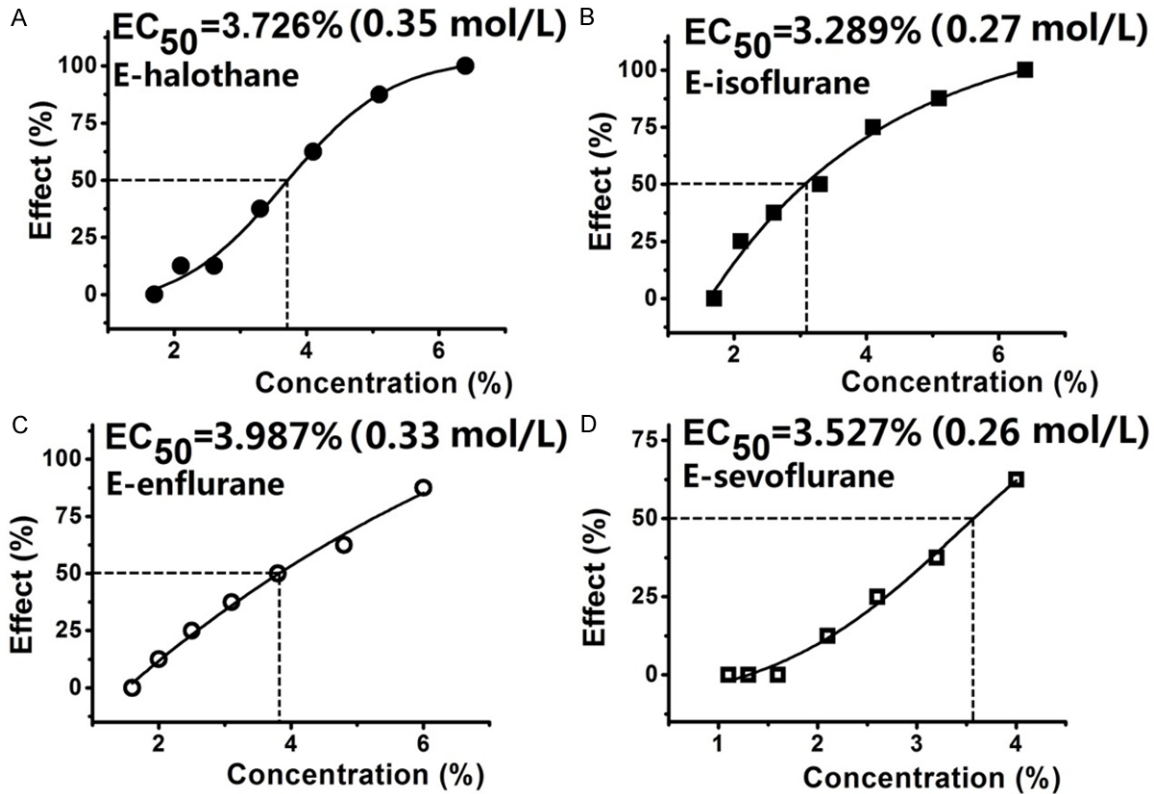 A
EC50=3.726% (0.35 mol/L)
E-halothane
100
75
50
25
0
Effect (%)
2 4 6
Concentration (%)
B
EC50=3.289% (0.27 mol/L)
E-isoflurane
100
75
50
25
0
Effect (%)
2 4 6
Concentration (%)
C
EC50=3.987% (0.33 mol/L)
E-enflurane
100
75
50
25
0
Effect (%)
2 4 6
Concentration (%)
D
EC50=3.527% (0.26 mol/L)
E-sevoflurane
75
50
25
0
Effect (%)
1 2 3 4
Concentration (%)